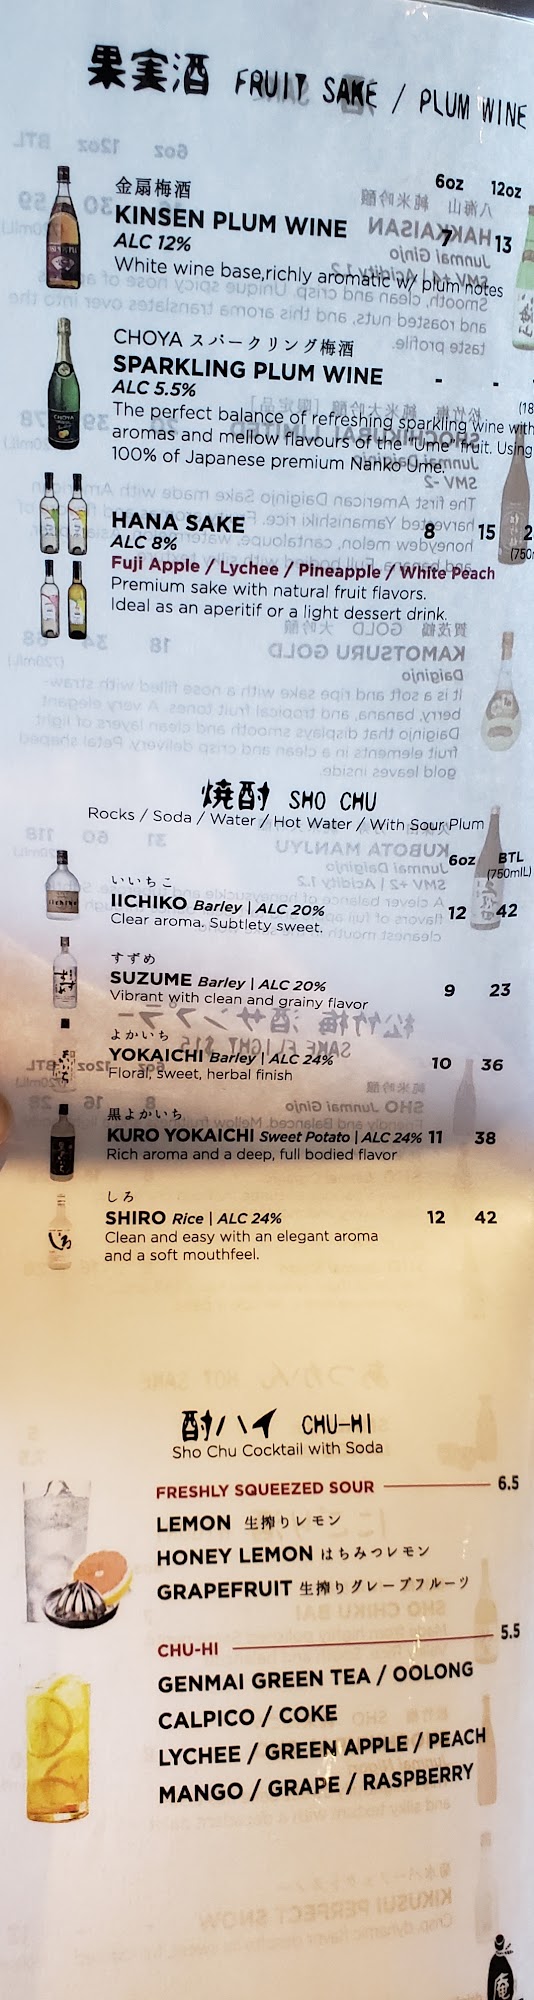 果実酒 FRUIT SAKE / PLUM WINE
6oz 12oz
金扇梅酒
KINSEN PLUM WINE 7 13
ALC 12%
White wine base,richly aromatic w/ plum notes
CHOYA スパークリング梅酒
SPARKLING PLUM WINE - -
ALC 5.5% (18
The perfect balance of refreshing sparkling wine with
aromas and mellow flavours of the "Ume" fruit. Using
100% of Japanese premium Nanko Ume.
HANA SAKE 8 15 2
ALC 8% (750m
Fuji Apple / Lychee / Pineapple / White Peach
Premium sake with natural fruit flavors.
Ideal as an aperitif or a light dessert drink.
焼酎 SHO CHU
Rocks / Soda / Water / Hot Water / With Sour Plum
6oz BTL
(750mlL)
いいちこ
IICHIKO Barley | ALC 20% 12 42
Clear aroma. Subtlety sweet.
すずめ
SUZUME Barley | ALC 20% 9 23
Vibrant with clean and grainy flavor
よかいち
YOKAICHI Barley | ALC 24% 10 36
Floral, sweet, herbal finish
黒よかいち
KURO YOKAICHI Sweet Potato | ALC 24% 11 38
Rich aroma and a deep, full bodied flavor
しろ
SHIRO Rice | ALC 24% 12 42
Clean and easy with an elegant aroma
and a soft mouthfeel.
酎ハイ CHU-HI
Sho Chu Cocktail with Soda
FRESHLY SQUEEZED SOUR 6.5
LEMON 生搾りレモン
HONEY LEMON はちみつレモン
GRAPEFRUIT 生搾りグレープフルーツ
CHU-HI 5.5
GENMAI GREEN TEA / OOLONG
CALPICO / COKE
LYCHEE / GREEN APPLE / PEACH
MANGO / GRAPE / RASPBERRY
庵